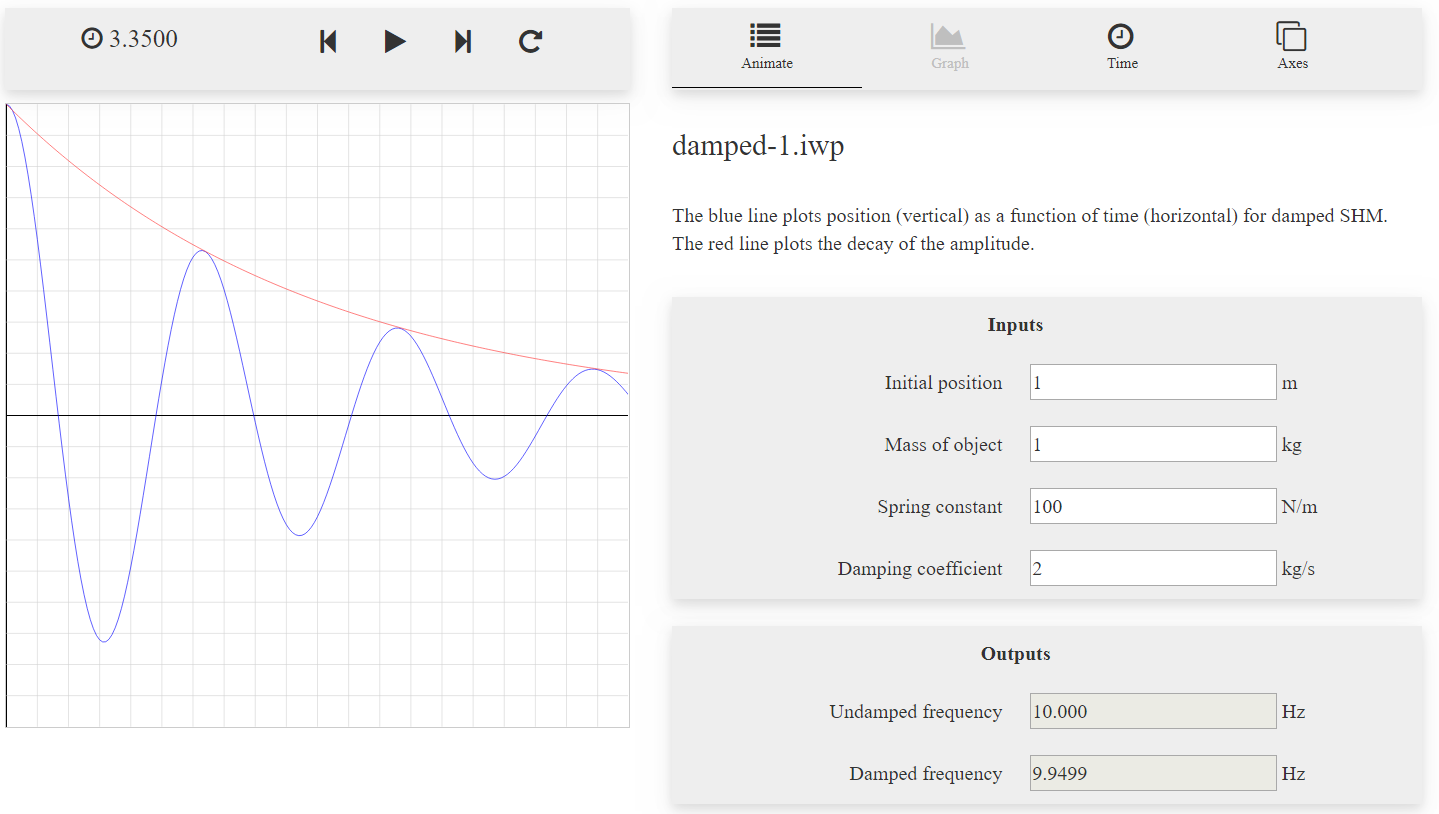 3.3500
Animate
Graph
Time
Axes
damped-1.iwp
The blue line plots position (vertical) as a function of time (horizontal) for damped SHM.
The red line plots the decay of the amplitude.
Inputs
Initial position 1 m
Mass of object 1 kg
Spring constant 100 N/m
Damping coefficient 2 kg/s
Outputs
Undamped frequency 10.000 Hz
Damped frequency 9.9499 Hz